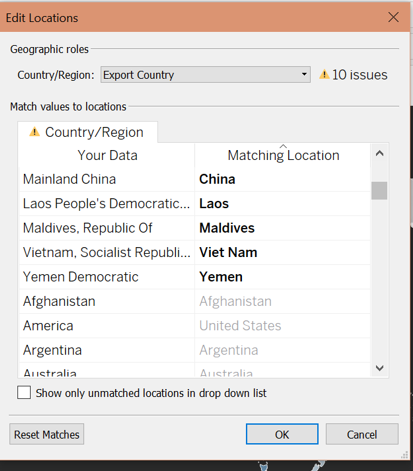 Edit Locations
Geographic roles
Country/Region: Export Country 10 issues
Match values to locations
Country/Region
Your Data Matching Location
Mainland China China
Laos People's Democratic... Laos
Maldives, Republic Of Maldives
Vietnam, Socialist Republi... Viet Nam
Yemen Democratic Yemen
Afghanistan Afghanistan
America United States
Argentina Argentina
Australia Australia
Show only unmatched locations in drop down list
Reset Matches OK Cancel